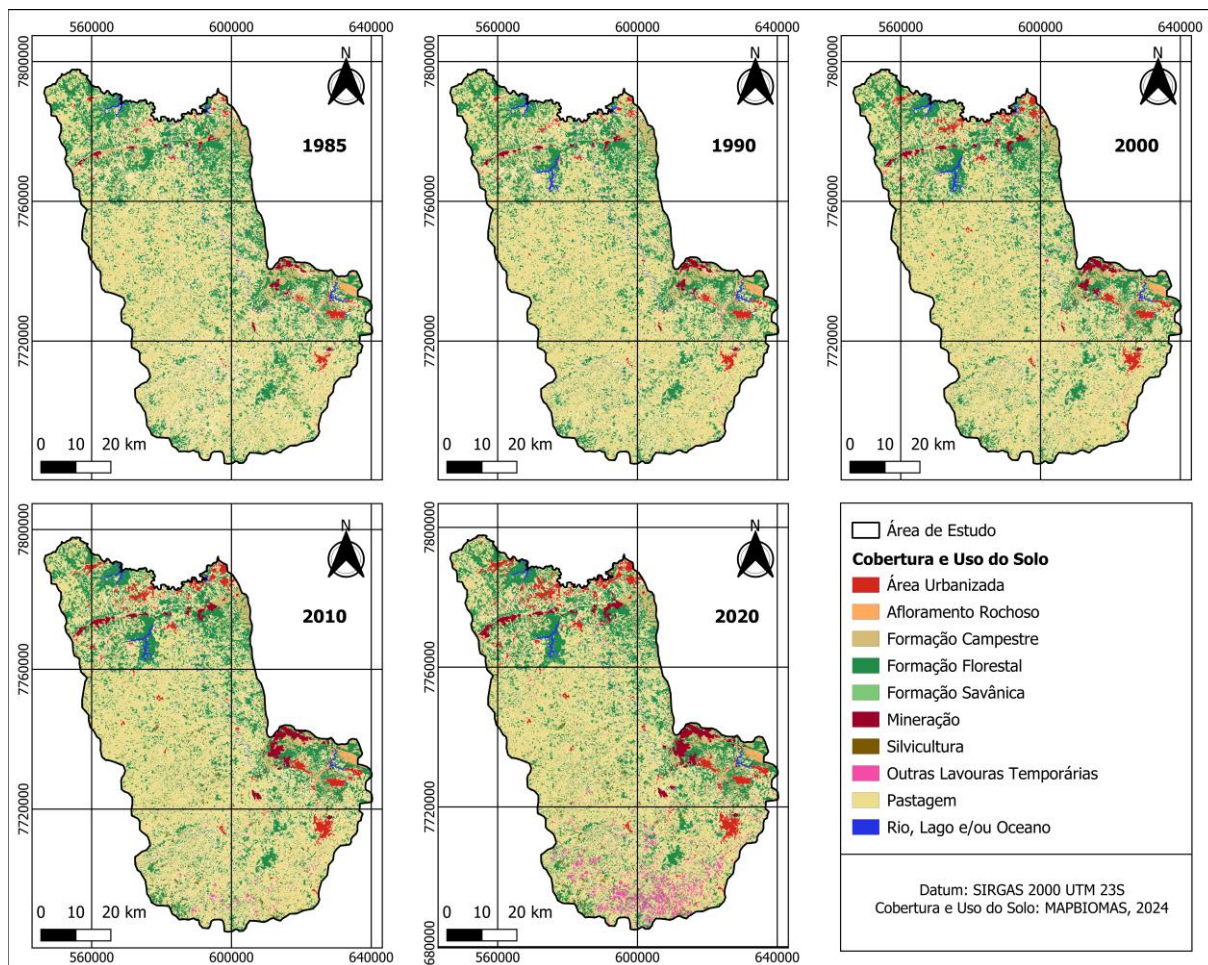 560000 600000 640000
560000 600000 640000
560000 600000 640000
7800000 7760000 7720000
N
1985
0 10 20 km
7800000 7760000 7720000
N
1990
0 10 20 km
7800000 7760000 7720000
N
2000
0 10 20 km
7800000 7760000 7720000
N
2010
0 10 20 km
560000 600000 640000
7800000 7760000 7720000 7680000
N
2020
0 10 20 km
560000 600000 640000
Área de Estudo
Cobertura e Uso do Solo
Área Urbanizada
Afloramento Rochoso
Formação Campestre
Formação Florestal
Formação Savânica
Mineração
Silvicultura
Outras Lavouras Temporárias
Pastagem
Rio, Lago e/ou Oceano
Datum: SIRGAS 2000 UTM 23S
Cobertura e Uso do Solo: MAPBIOMAS, 2024